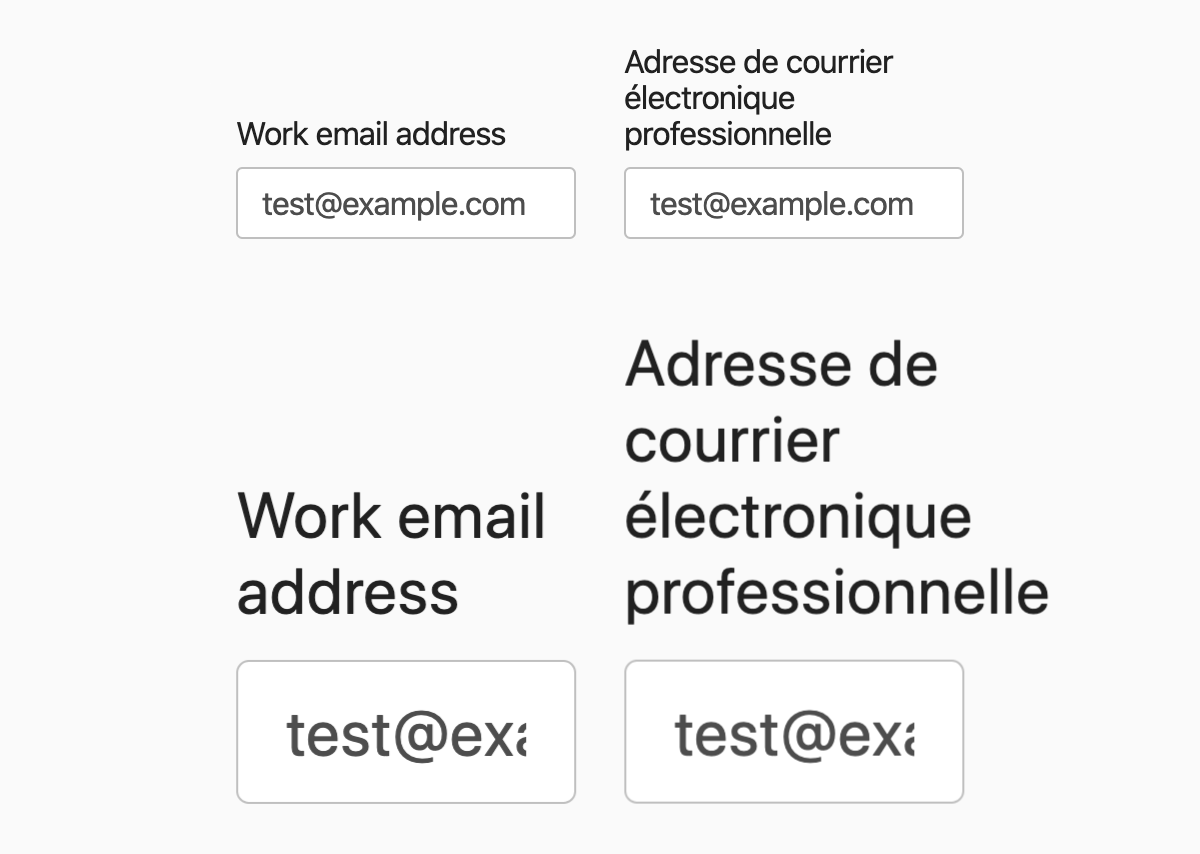 Work email address
test@example.com
Adresse de courrier
électronique
professionnelle
test@example.com
Work email
address
test@exa
Adresse de
courrier
électronique
professionnelle
test@exa